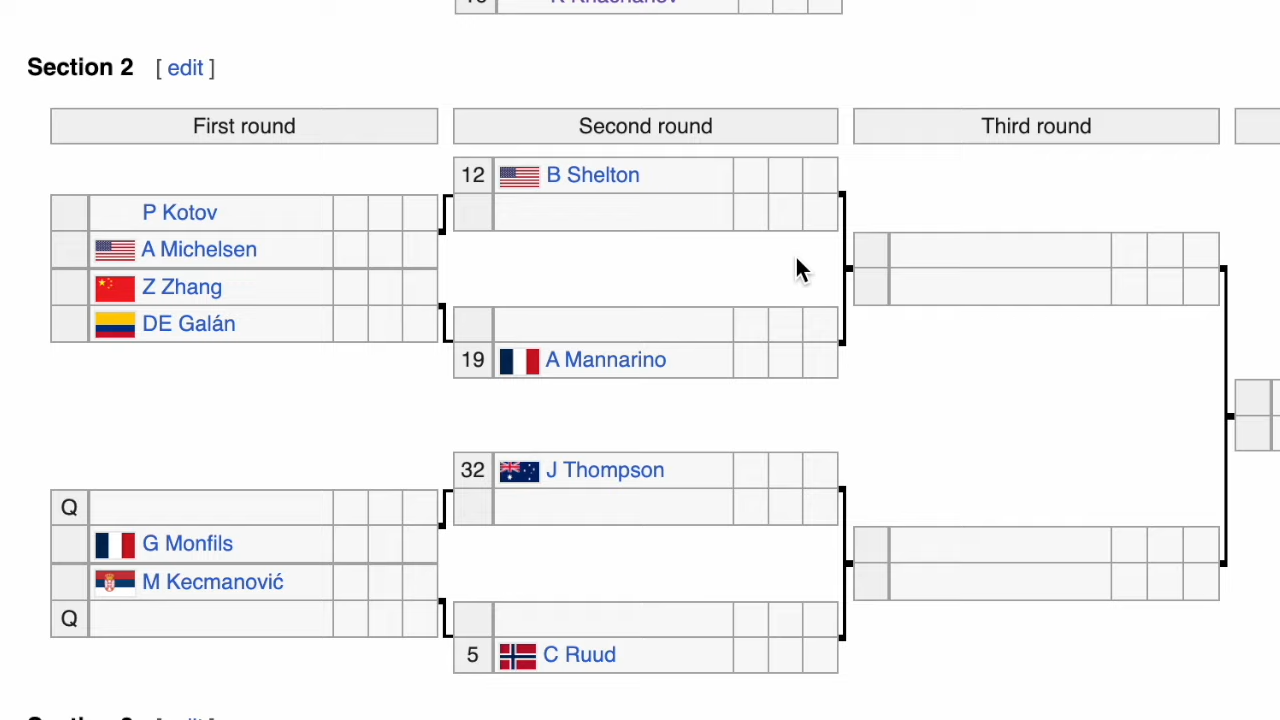 K Khachanov
Section 2 [ edit ]
First round
Second round
Third round
12 B Shelton
P Kotov
A Michelsen
Z Zhang
DE Galán
19 A Mannarino
32 J Thompson
Q
G Monfils
M Kecmanović
Q
5 C Ruud